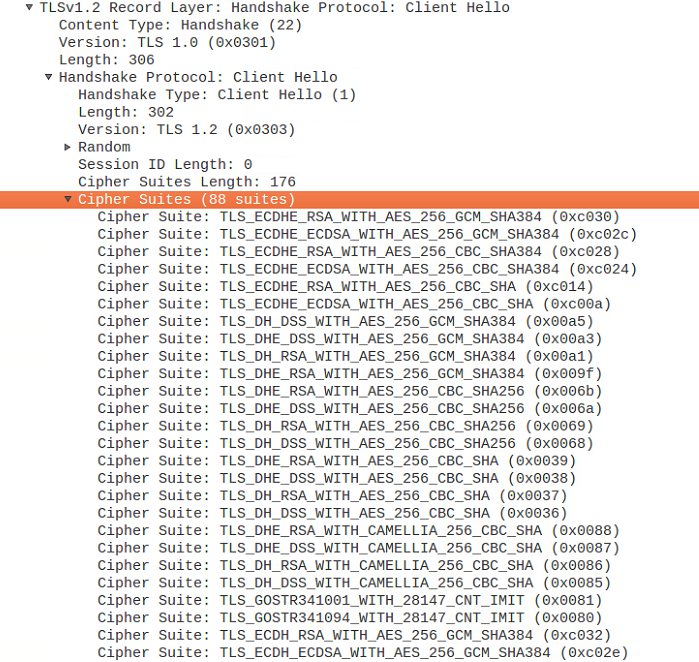 TLSv1.2 Record Layer: Handshake Protocol: Client Hello
Content Type: Handshake (22)
Version: TLS 1.0 (0x0301)
Length: 306
Handshake Protocol: Client Hello
Handshake Type: Client Hello (1)
Length: 302
Version: TLS 1.2 (0x0303)
Random
Session ID Length: 0
Cipher Suites Length: 176
Cipher Suites (88 suites)
Cipher Suite: TLS_ECDHE_RSA_WITH_AES_256_GCM_SHA384 (0xc030)
Cipher Suite: TLS_ECDHE_ECDSA_WITH_AES_256_GCM_SHA384 (0xc02c)
Cipher Suite: TLS_ECDHE_RSA_WITH_AES_256_CBC_SHA384 (0xc028)
Cipher Suite: TLS_ECDHE_ECDSA_WITH_AES_256_CBC_SHA384 (0xc024)
Cipher Suite: TLS_ECDHE_RSA_WITH_AES_256_CBC_SHA (0xc014)
Cipher Suite: TLS_ECDHE_ECDSA_WITH_AES_256_CBC_SHA (0xc00a)
Cipher Suite: TLS_DH_DSS_WITH_AES_256_GCM_SHA384 (0x00a5)
Cipher Suite: TLS_DHE_DSS_WITH_AES_256_GCM_SHA384 (0x00a3)
Cipher Suite: TLS_DH_RSA_WITH_AES_256_GCM_SHA384 (0x00a1)
Cipher Suite: TLS_DHE_RSA_WITH_AES_256_GCM_SHA384 (0x009f)
Cipher Suite: TLS_DHE_RSA_WITH_AES_256_CBC_SHA256 (0x006b)
Cipher Suite: TLS_DHE_DSS_WITH_AES_256_CBC_SHA256 (0x006a)
Cipher Suite: TLS_DH_RSA_WITH_AES_256_CBC_SHA256 (0x0069)
Cipher Suite: TLS_DH_DSS_WITH_AES_256_CBC_SHA256 (0x0068)
Cipher Suite: TLS_DHE_RSA_WITH_AES_256_CBC_SHA (0x0039)
Cipher Suite: TLS_DHE_DSS_WITH_AES_256_CBC_SHA (0x0038)
Cipher Suite: TLS_DH_RSA_WITH_AES_256_CBC_SHA (0x0037)
Cipher Suite: TLS_DH_DSS_WITH_AES_256_CBC_SHA (0x0036)
Cipher Suite: TLS_DHE_RSA_WITH_CAMELLIA_256_CBC_SHA (0x0088)
Cipher Suite: TLS_DHE_DSS_WITH_CAMELLIA_256_CBC_SHA (0x0087)
Cipher Suite: TLS_DH_RSA_WITH_CAMELLIA_256_CBC_SHA (0x0086)
Cipher Suite: TLS_DH_DSS_WITH_CAMELLIA_256_CBC_SHA (0x0085)
Cipher Suite: TLS_GOSTR341001_WITH_28147_CNT_IMIT (0x0081)
Cipher Suite: TLS_GOSTR341094_WITH_28147_CNT_IMIT (0x0080)
Cipher Suite: TLS_ECDH_RSA_WITH_AES_256_GCM_SHA384 (0xc032)
Cipher Suite: TLS_ECDH_ECDSA_WITH_AES_256_GCM_SHA384 (0xc02e)